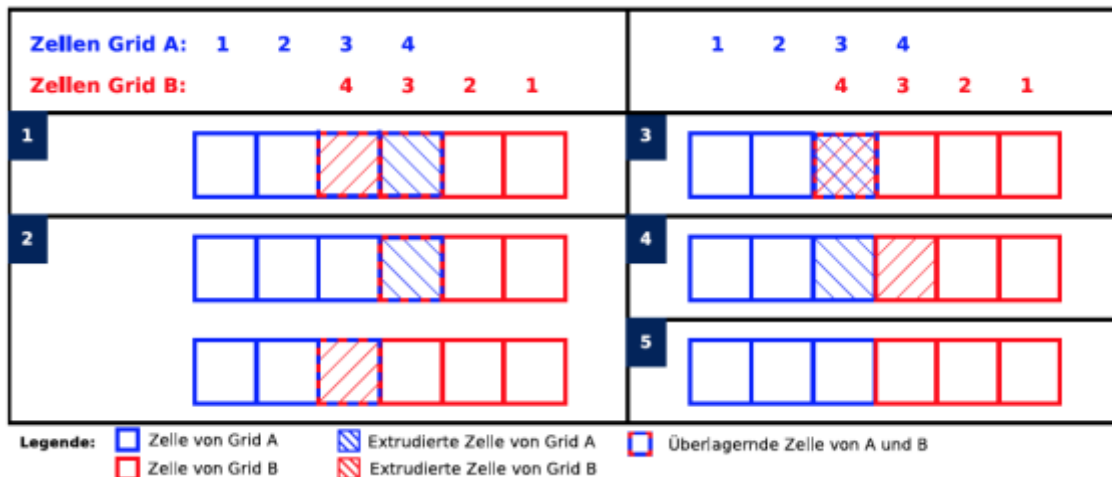 Zellen Grid A: 1 2 3 4
Zellen Grid B: 4 3 2 1
1 2 3 4
4 3 2 1
1
2
3
4
5
Legende: Zelle von Grid A Extrudierte Zelle von Grid A Überlagernde Zelle von A und B
Zelle von Grid B Extrudierte Zelle von Grid B